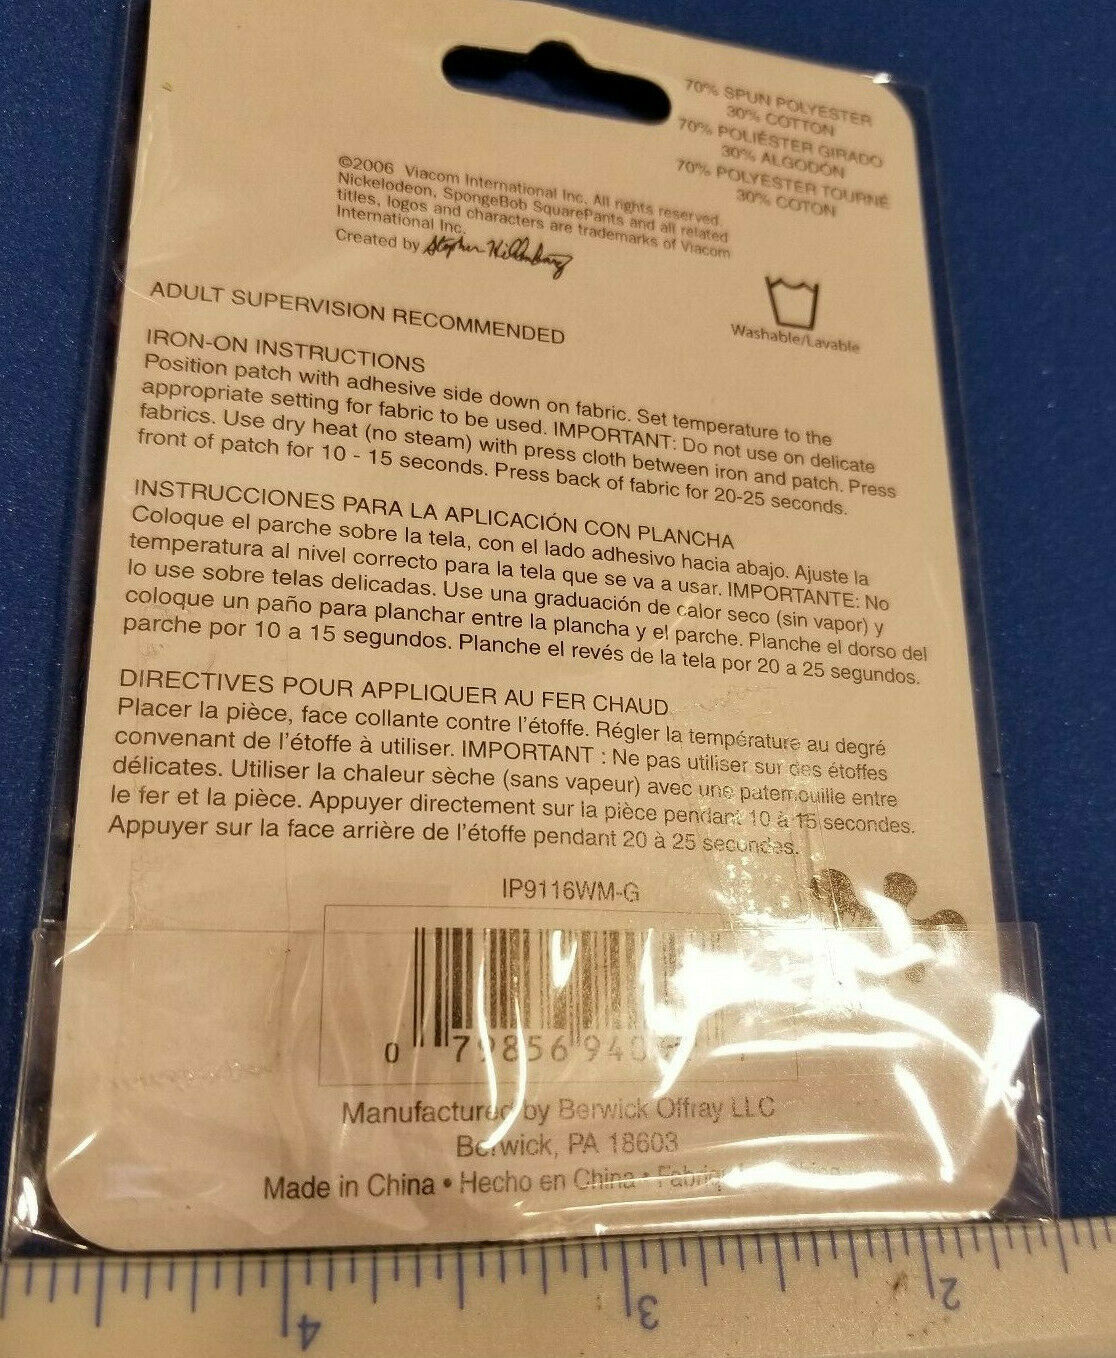 70% SPUN POLYESTER
30% COTTON
70% POLIÉSTER GIRADO
30% ALGODÓN
70% POLYESTER TOURNÉ
30% COTON
©2006 Viacom International Inc. All rights reserved.
Nickelodeon, SpongeBob SquarePants and all related
titles, logos and characters are trademarks of Viacom
International Inc.
Created by Stephen Hillenburg
Washable/Lavable
ADULT SUPERVISION RECOMMENDED
IRON-ON INSTRUCTIONS
Position patch with adhesive side down on fabric. Set temperature to the
appropriate setting for fabric to be used. IMPORTANT: Do not use on delicate
fabrics. Use dry heat (no steam) with press cloth between iron and patch. Press
front of patch for 10 - 15 seconds. Press back of fabric for 20-25 seconds.
INSTRUCCIONES PARA LA APLICACIÓN CON PLANCHA
Coloque el parche sobre la tela, con el lado adhesivo hacia abajo. Ajuste la
temperatura al nivel correcto para la tela que se va a usar. IMPORTANTE: No
lo use sobre telas delicadas. Use una graduación de calor seco (sin vapor) y
coloque un paño para planchar entre la plancha y el parche. Planche el dorso del
parche por 10 a 15 segundos. Planche el revés de la tela por 20 a 25 segundos.
DIRECTIVES POUR APPLIQUER AU FER CHAUD
Placer la pièce, face collante contre l'étoffe. Régler la température au degré
convenant de l'étoffe à utiliser. IMPORTANT : Ne pas utiliser sur des étoffes
délicates. Utiliser la chaleur sèche (sans vapeur) avec une pattemouille entre
le fer et la pièce. Appuyer directement sur la pièce pendant 10 à 15 secondes.
Appuyer sur la face arrière de l'étoffe pendant 20 à 25 secondes.
IP9116WM-G
0 79856 940
Manufactured by Berwick Offray LLC
Berwick, PA 18603
Made in China • Hecho en China •
4 3 2